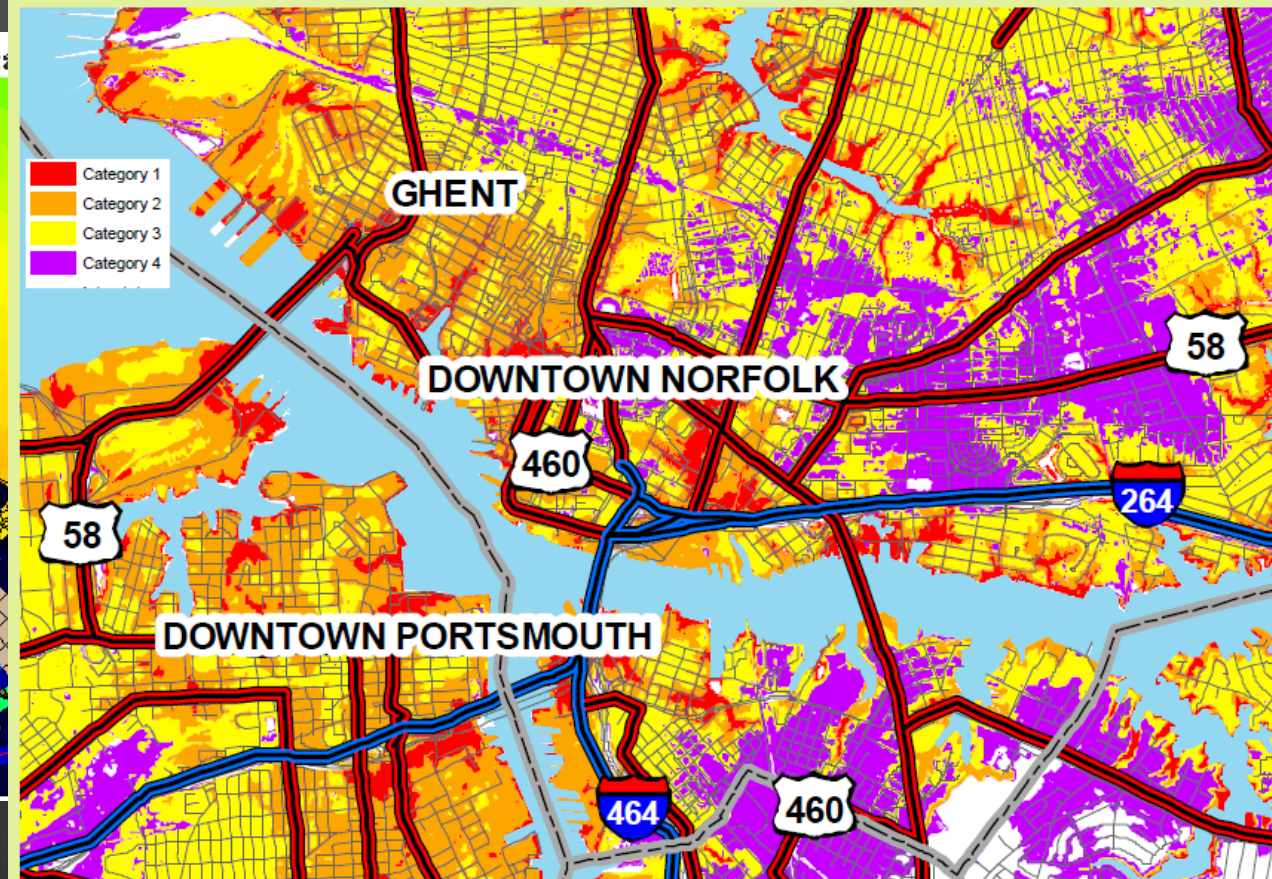 Category 1
Category 2
Category 3
Category 4
GHENT
DOWNTOWN NORFOLK
58
460
264
58
DOWNTOWN PORTSMOUTH
464
460